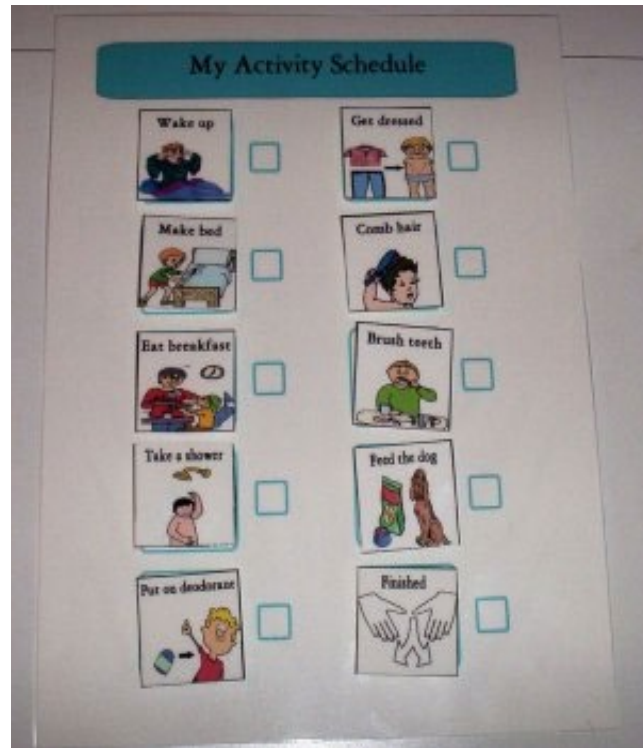 My Activity Schedule
Wake up
Make bed
Eat breakfast
Take a shower
Put on deodorant
Get dressed
Comb hair
Brush teeth
Feed the dog
Finished